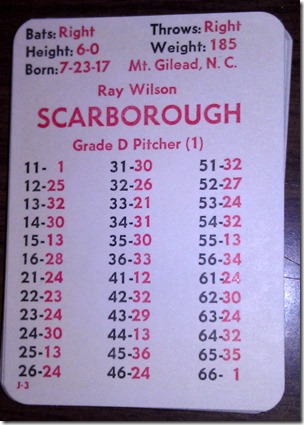 Bats: Right Throws: Right
Height: 6-0 Weight: 185
Born: 7-23-17 Mt. Gilead, N. C.
Ray Wilson
SCARBOROUGH
Grade D Pitcher (1)
11- 1 31-30 51-32
12-25 32-26 52-27
13-32 33-21 53-24
14-30 34-31 54-32
15-13 35-30 55-13
16-28 36-33 56-34
21-24 41-12 61-24
22-23 42-32 62-30
23-24 43-29 63-24
24-30 44-13 64-32
25-13 45-32 65-35
26-24 46-24 66- 1
J-3